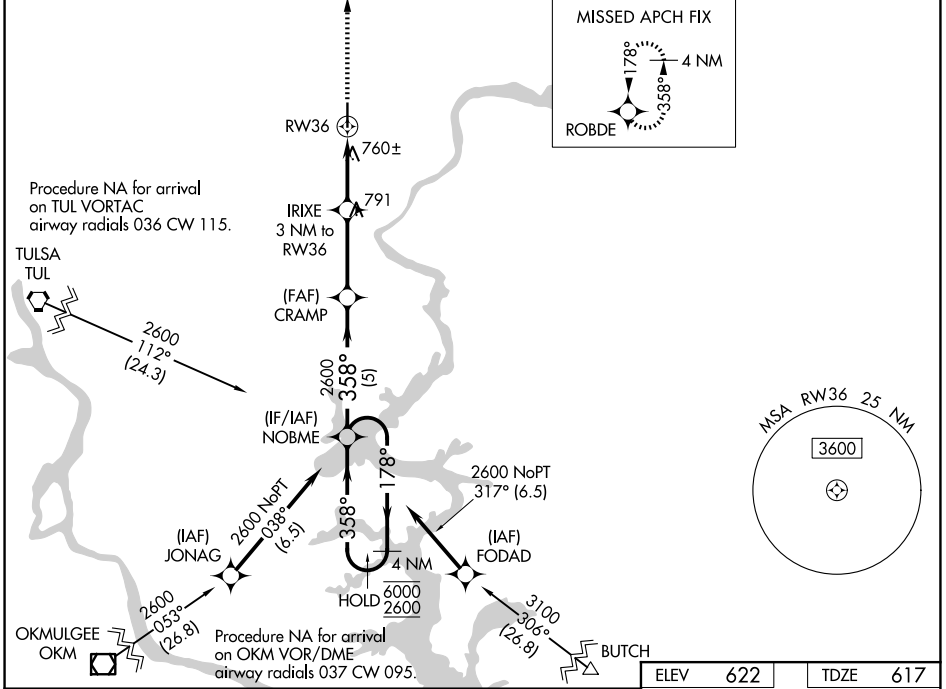 MISSED APCH FIX
178°
4 NM
358°
ROBDE
RW36
760±
Procedure NA for arrival
on TUL VORTAC
airway radials 036 CW 115.
IRIXE
3 NM to
RW36
791
TULSA
TUL
(FAF)
CRAMP
2600
112°
(24.3)
2600
358°
(5)
(IF/IAF)
NOBME
MSA RW36 25 NM
3600
178°
358°
2600 NoPT
038°
(6.5)
2600 NoPT
317° (6.5)
(IAF)
JONAG
(IAF)
FODAD
4 NM
HOLD
6000
2600
2600
053°
(26.8)
3100
306°
(26.8)
OKMULGEE
OKM
Procedure NA for arrival
on OKM VOR/DME
airway radials 037 CW 095.
BUTCH
ELEV 622
TDZE 617